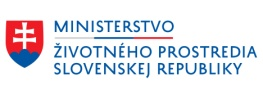 MINISTERSTVO
ŽIVOTNÉHO PROSTREDIA
SLOVENSKEJ REPUBLIKY